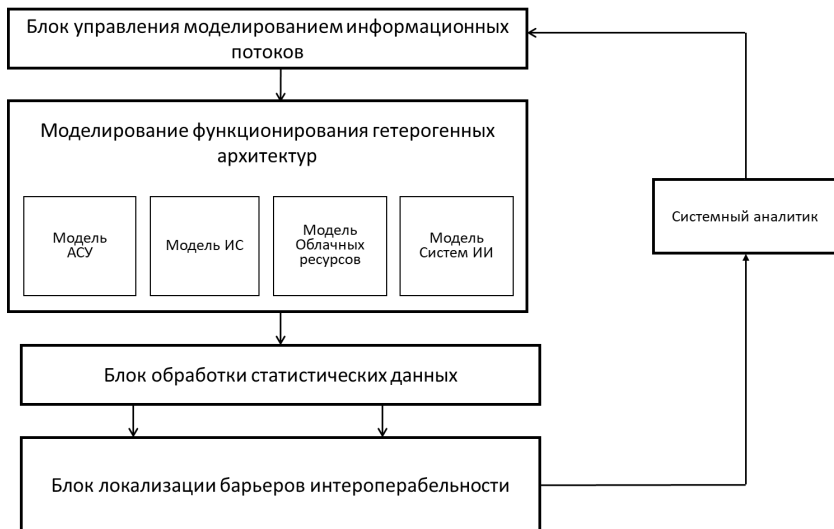 Блок управления моделированием информационных
потоков
Моделирование функционирования гетерогенных
архитектур
Модель
АСУ
Модель ИС
Модель
Облачных
ресурсов
Модель
Систем ИИ
Системный аналитик
Блок обработки статистических данных
Блок локализации барьеров интероперабельности